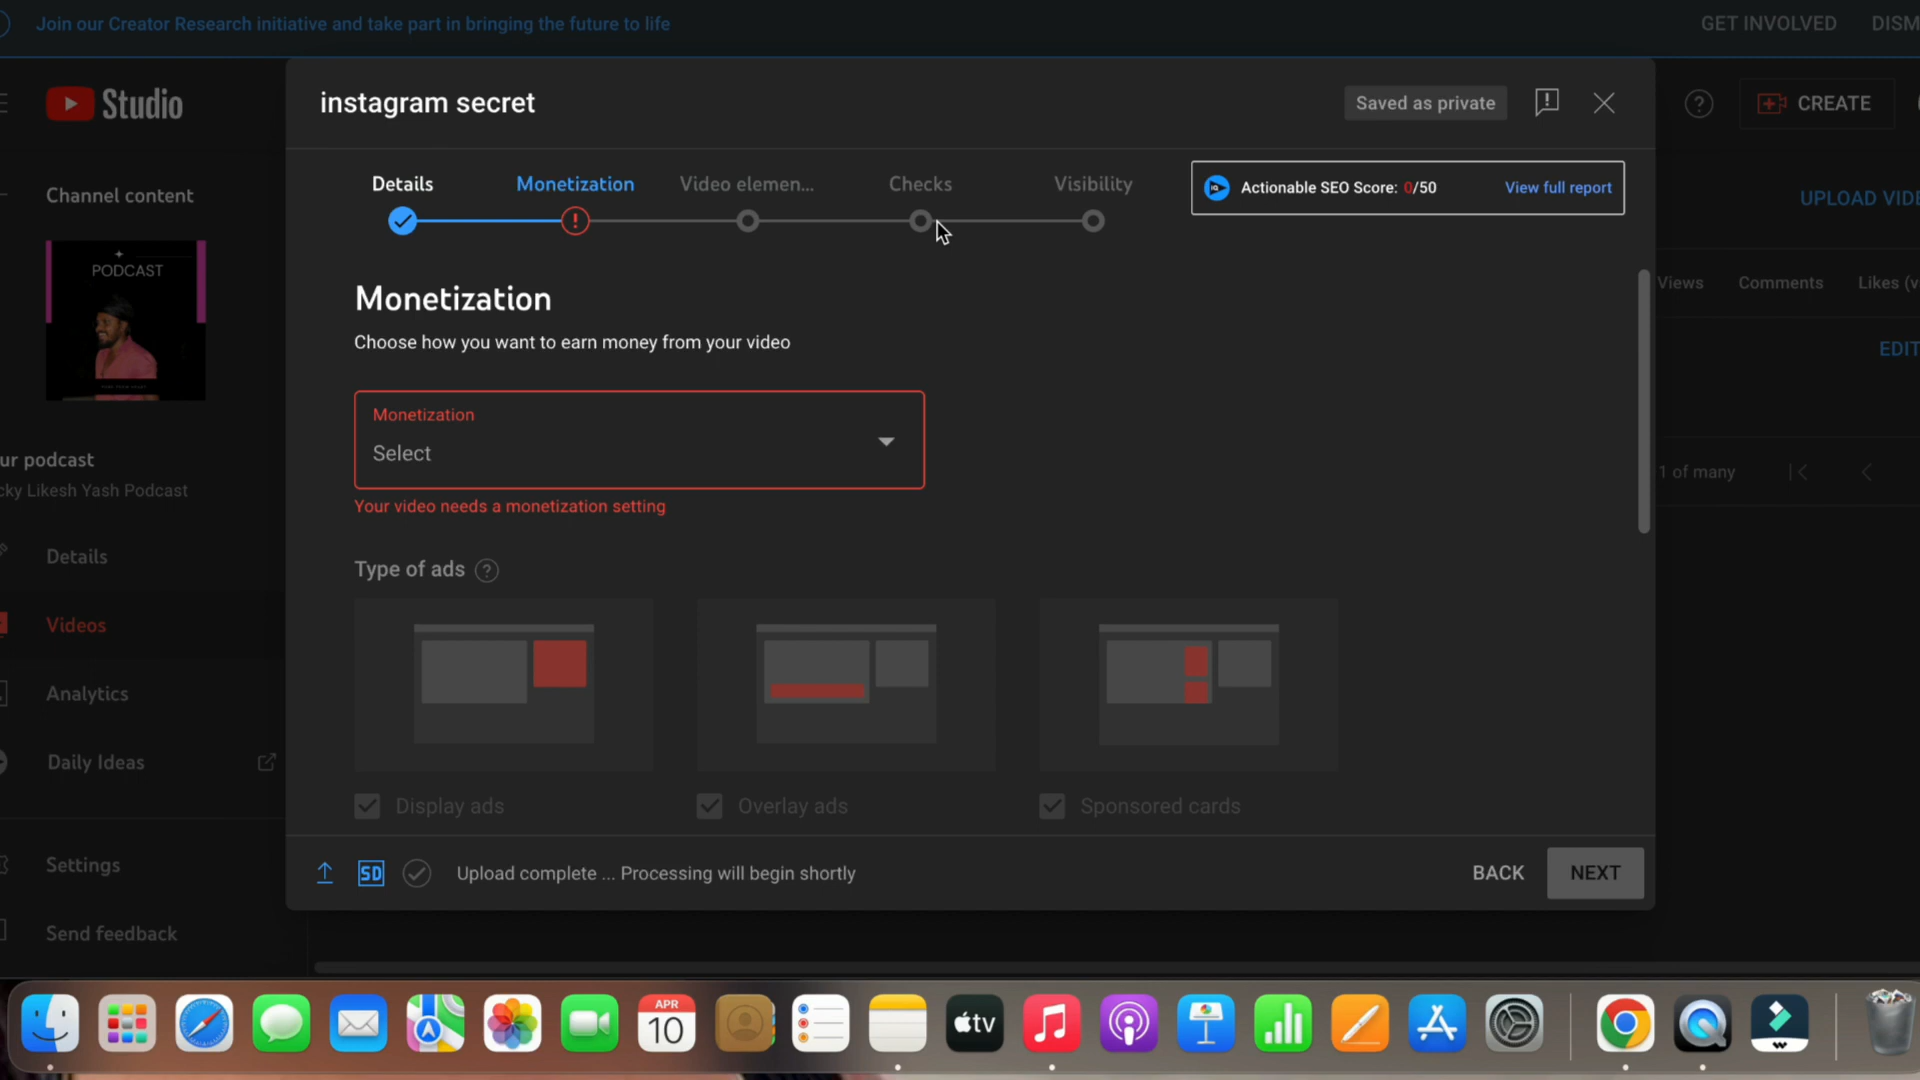 Join our Creator Research initiative and take part in bringing the future to life
GET INVOLVED
DISM
Studio
instagram secret
Saved as private
CREATE
Details
Monetization
Video elemen...
Checks
Visibility
Actionable SEO Score: 0/50
View full report
Channel content
UPLOAD VIDE
PODCAST
Views
Comments
Likes (v
Monetization
Choose how you want to earn money from your video
EDIT
Monetization
Select
Your video needs a monetization setting
ur podcast
cky Likesh Yash Podcast
1 of many
Details
Type of ads
Videos
Analytics
Daily Ideas
Display ads
Overlay ads
Sponsored cards
Settings
SD
Upload complete ... Processing will begin shortly
BACK
NEXT
Send feedback
APR
10
tv